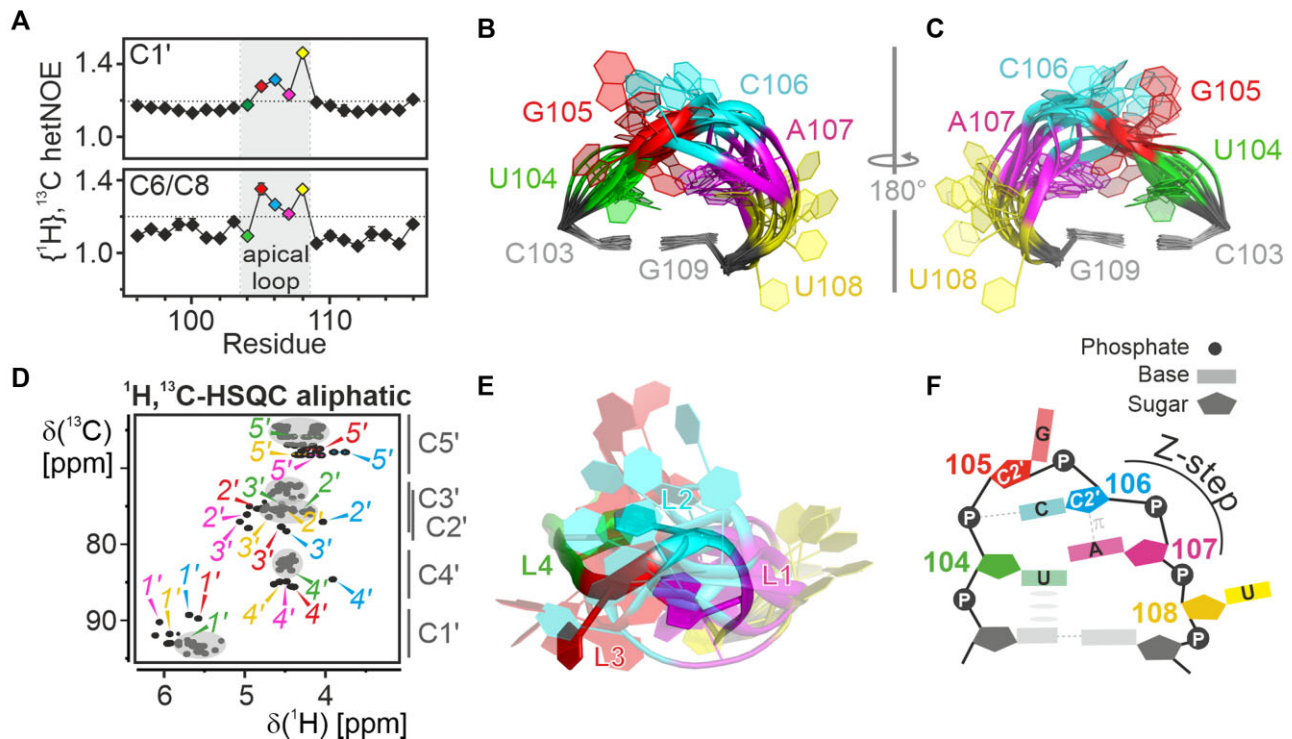 A
{¹H},¹³C hetNOE
C1'
1.4
1.0
C6/C8
1.4
1.0
apical
loop
100
110
Residue
B
C106
G105
A107
U104
C103
G109
U108
180°
C
C106
G105
A107
U104
U108
G109
C103
D
¹H,¹³C-HSQC aliphatic
δ(¹³C)
[ppm]
80
90
5'
5'
5'
5'
5'
C5'
2'
3'
2'
2'
2'
2'
3'
3'
3'
3'
C3'
C2'
4'
4'
4'
4'
4'
C4'
1'
1'
1'
1'
1'
C1'
6
5
4
δ(¹H) [ppm]
E
L2
L4
L1
L3
F
Phosphate
Base
Sugar
G
105
C2'
P
106
Z-step
C
C2'
P
P
π
A
107
104
U
P
P
108
U
P